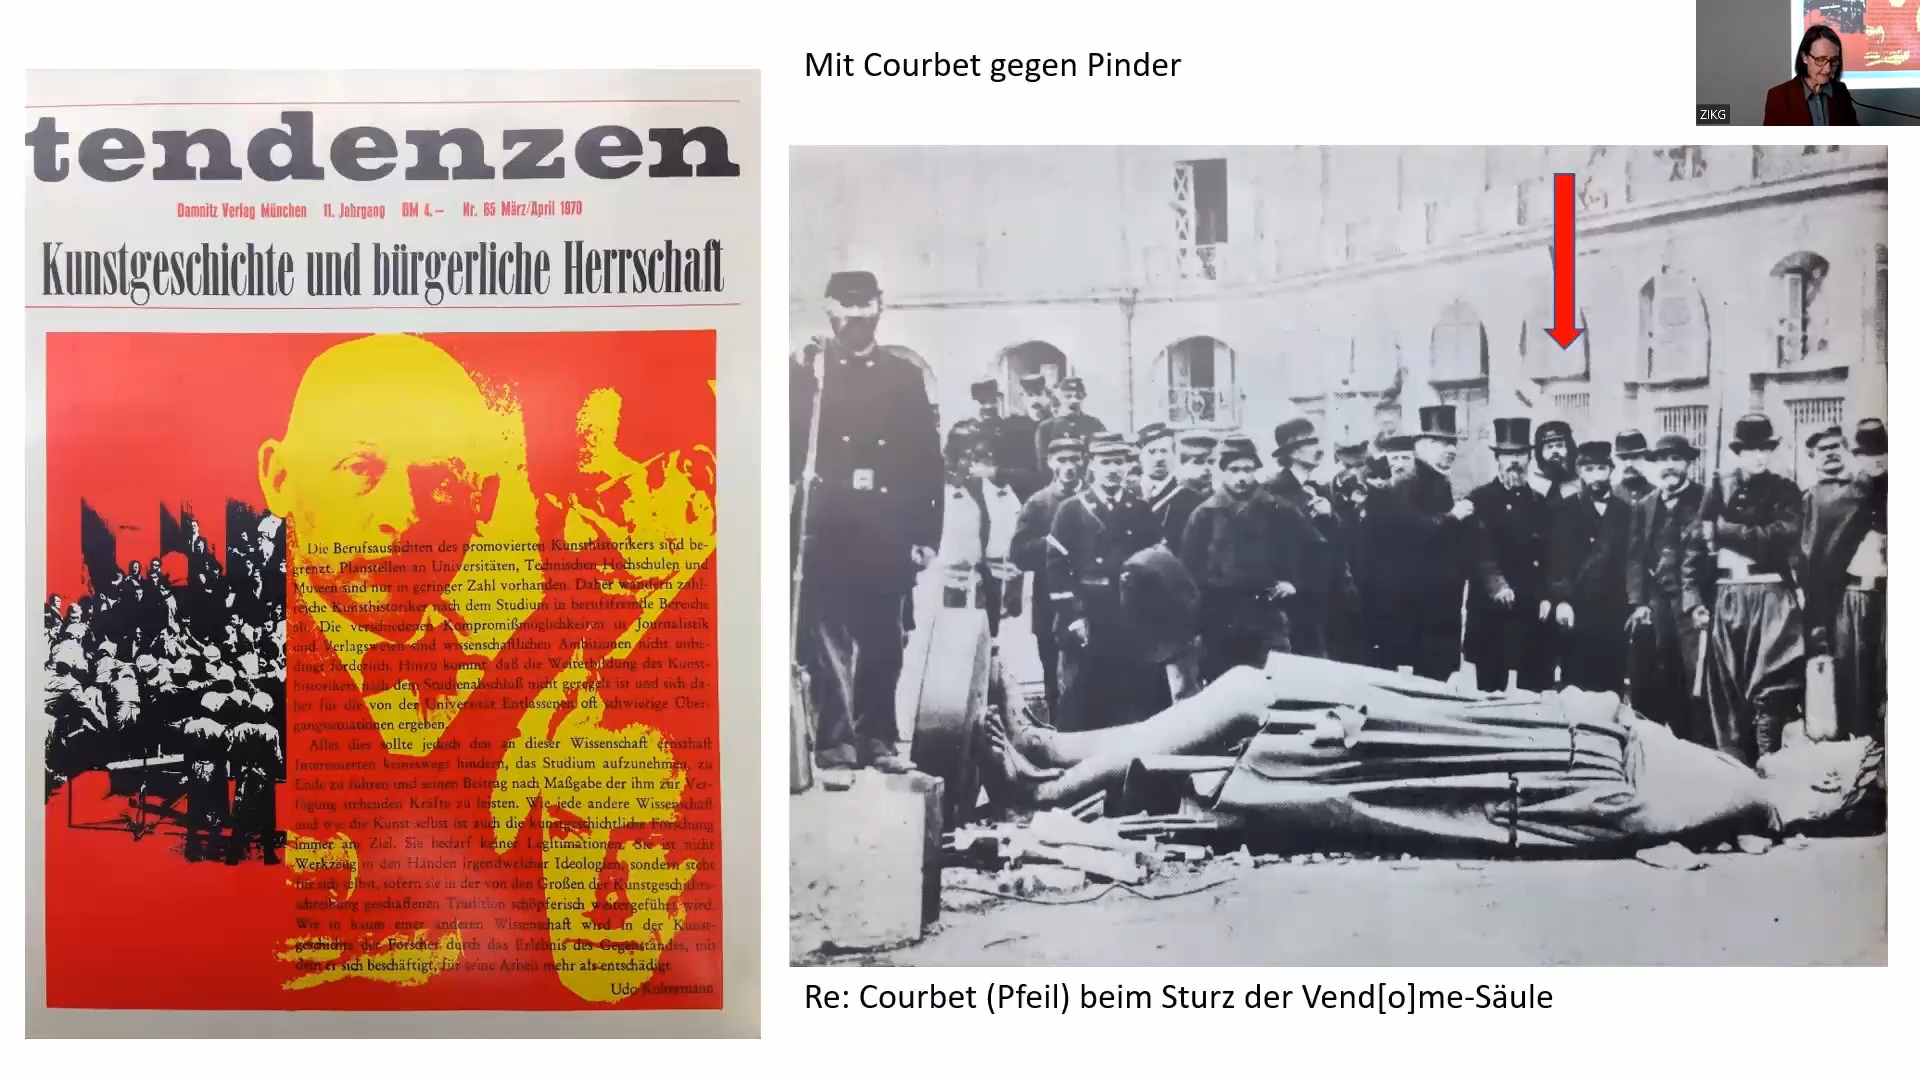 Mit Courbet gegen Pinder
ZIKG
tendenzen
Damnitz Verlag München 11. Jahrgang DM 4.– Nr. 65 März/April 1970
Kunstgeschichte und bürgerliche Herrschaft
Die Berufsaussichten des promovierten Kunsthistorikers sind be-
grenzt. Planstellen an Universitäten, Technischen Hochschulen und
Museen sind nur in geringer Zahl vorhanden. Daher wandern zahl-
reiche Kunsthistoriker nach dem Studium in berufsfremde Bereiche
ab. Die verschiedenen Kompromißmöglichkeiten in Journalistik
und Verlagswesen sind wissenschaftlichen Ambitionen nicht unbe-
dingt förderlich. Hinzu kommt daß die Weiterbildung des Kunst-
historikers nach dem Studienabschluß nicht geregelt ist und sich da-
her für die von der Universität Entlassenen oft schwierige Über-
gangssituationen ergeben.
Alles dies sollte jedoch den an dieser Wissenschaft ernsthaft
Interessierten keineswegs hindern, das Studium aufzunehmen, zu
Ende zu führen und seinen Beitrag nach Maßgabe der ihm zur Ver-
fügung stehenden Kräfte zu leisten. Wie jede andere Wissenschaft
und wie die Kunst selbst ist auch die kunstgeschichtliche Forschung
immer am Ziel. Sie bedarf keiner Legitimationen. Sie ist nicht
Werkzeug in den Händen irgendwelcher Ideologien, sondern steht
für sich selbst, sofern sie in der von den Großen der Kunstgeschichts-
schreibung geschaffenen Tradition schöpferisch weitergeführt wird.
Wie in kaum einer anderen Wissenschaft wird in der Kunst-
geschichte der Forscher durch das Erlebnis des Gegenstandes, mit
dem er sich beschäftigt, für seine Arbeit mehr als entschädigt.
Udo Kultermann
Re: Courbet (Pfeil) beim Sturz der Vend[o]me-Säule